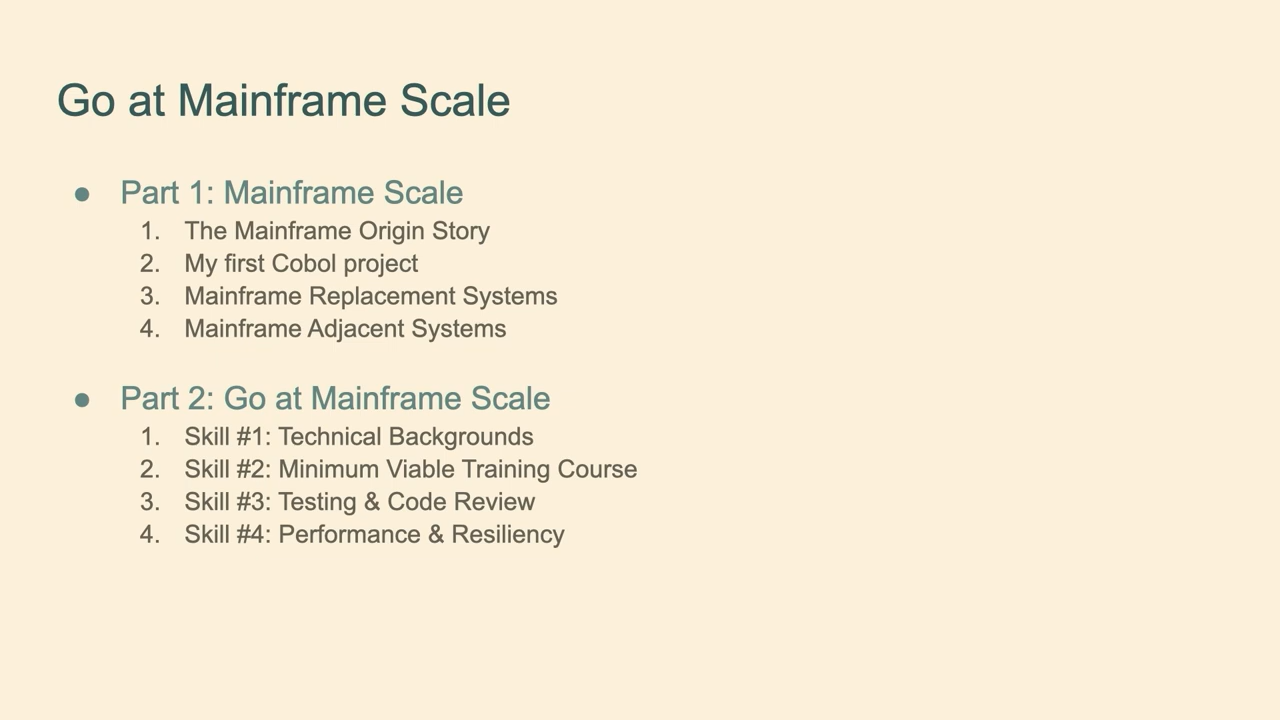 Go at Mainframe Scale
● Part 1: Mainframe Scale
1. The Mainframe Origin Story
2. My first Cobol project
3. Mainframe Replacement Systems
4. Mainframe Adjacent Systems
● Part 2: Go at Mainframe Scale
1. Skill #1: Technical Backgrounds
2. Skill #2: Minimum Viable Training Course
3. Skill #3: Testing & Code Review
4. Skill #4: Performance & Resiliency